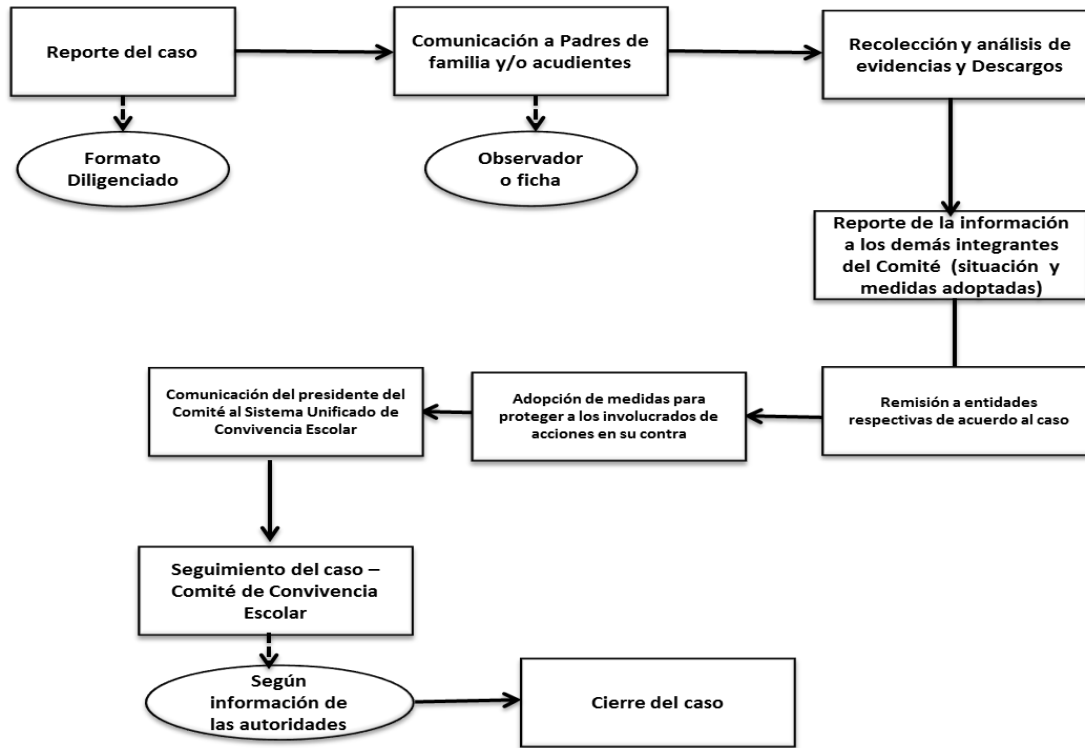 Reporte del caso
Comunicación a Padres de
familia y/o acudientes
Recolección y análisis de
evidencias y Descargos
Formato
Diligenciado
Observador
o ficha
Reporte de la información
a los demás integrantes
del Comité (situación y
medidas adoptadas)
Remisión a entidades
respectivas de acuerdo al caso
Adopción de medidas para
proteger a los involucrados de
acciones en su contra
Comunicación del presidente del
Comité al Sistema Unificado de
Convivencia Escolar
Seguimiento del caso –
Comité de Convivencia
Escolar
Según
información de
las autoridades
Cierre del caso